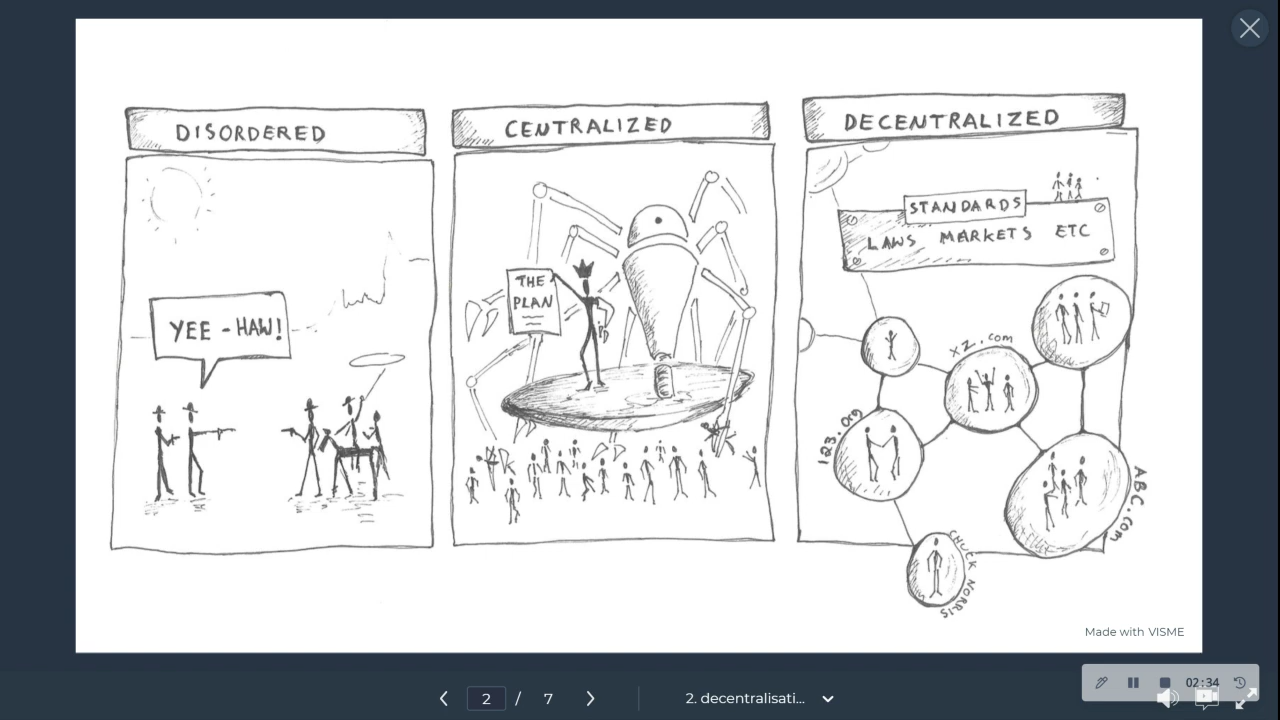 DISORDERED
YEE - HAW!
CENTRALIZED
THE
PLAN
DECENTRALIZED
STANDARDS
LAWS MARKETS ETC
XZ.COM
123.Org
ABC.COM
CHUCK NORRIS
Made with VISME
2 / 7
2. decentralisati...
02:34